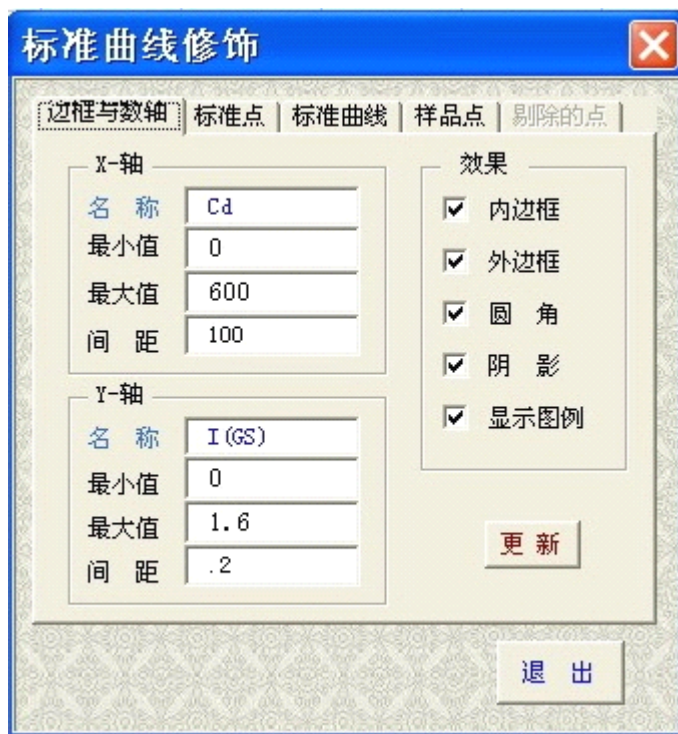 标准曲线修饰
边框与数轴 标准点 标准曲线 样品点 剔除的点
X-轴
名 称 Cd
最小值 0
最大值 600
间 距 100
Y-轴
名 称 I(GS)
最小值 0
最大值 1.6
间 距 .2
效果
内边框
外边框
圆 角
阴 影
显示图例
更 新
退 出